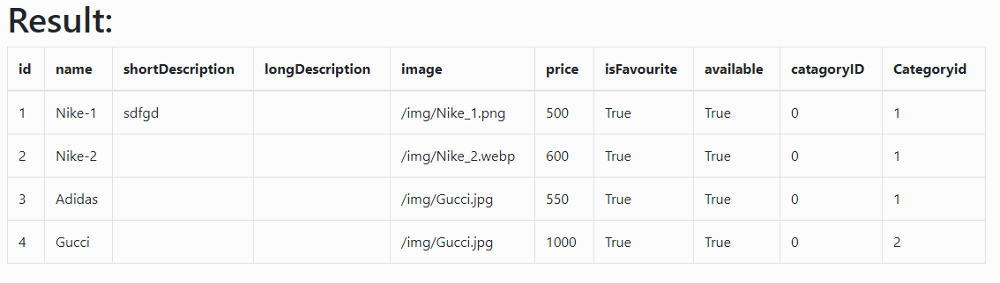 Result:
id name shortDescription longDescription image price isFavourite available catagoryID Categoryid
1 Nike-1 sdfgd /img/Nike_1.png 500 True True 0 1
2 Nike-2 /img/Nike_2.webp 600 True True 0 1
3 Adidas /img/Gucci.jpg 550 True True 0 1
4 Gucci /img/Gucci.jpg 1000 True True 0 2